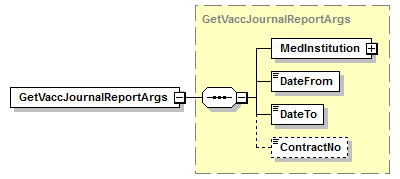 GetVaccJournalReportArgs
MedInstitution
DateFrom
GetVaccJournalReportArgs
DateTo
ContractNo